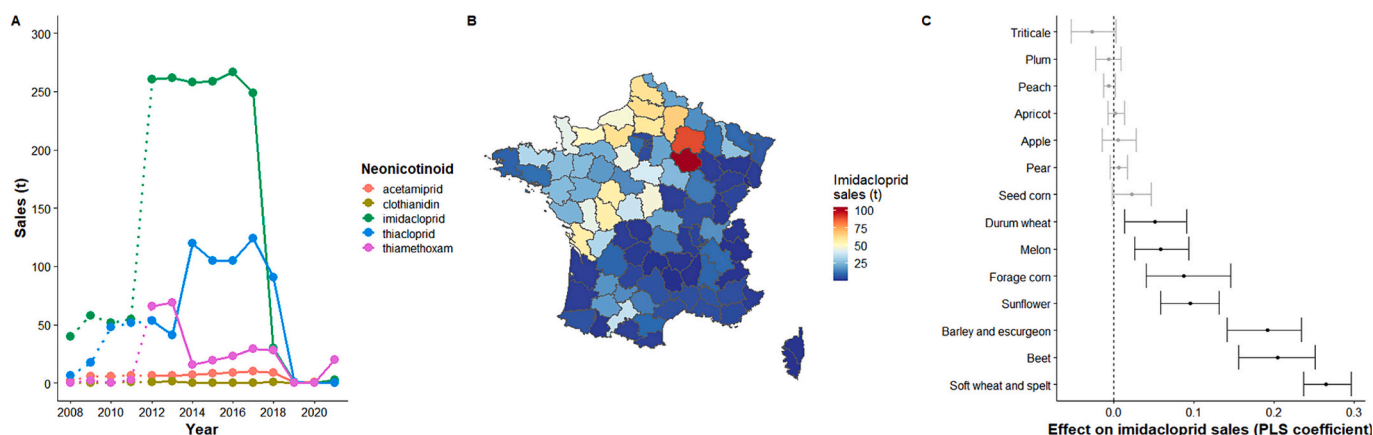 A
300
250
200
150
100
50
0
Sales (t)
2008 2010 2012 2014 2016 2018 2020
Year
Neonicotinoid
acetamiprid
clothianidin
imidacloprid
thiacloprid
thiamethoxam
B
Imidacloprid
sales (t)
100
75
50
25
C
Triticale
Plum
Peach
Apricot
Apple
Pear
Seed corn
Durum wheat
Melon
Forage corn
Sunflower
Barley and escurgeon
Beet
Soft wheat and spelt
0.0 0.1 0.2 0.3
Effect on imidacloprid sales (PLS coefficient)